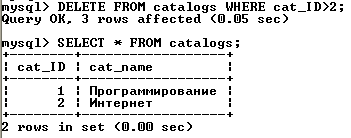 mysql> DELETE FROM catalogs WHERE cat_ID>2;
Query OK, 3 rows affected (0.05 sec)
mysql> SELECT * FROM catalogs;
+--------+------------------+
| cat_ID | cat_name         |
+--------+------------------+
|      1 | Программирование |
|      2 | Интернет         |
+--------+------------------+
2 rows in set (0.00 sec)